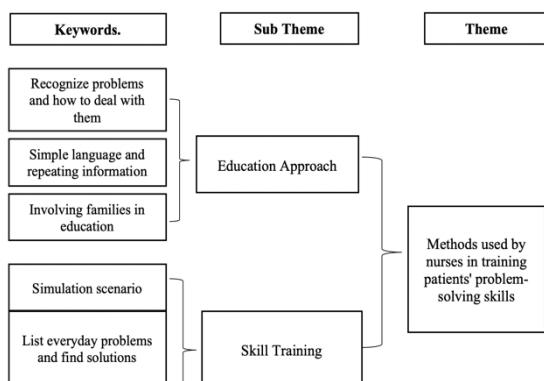 Keywords.
Sub Theme
Theme
Recognize problems
and how to deal with
them
Simple language and
repeating information
Involving families in
education
Education Approach
Methods used by
nurses in training
patients' problem-
solving skills
Simulation scenario
List everyday problems
and find solutions
Skill Training